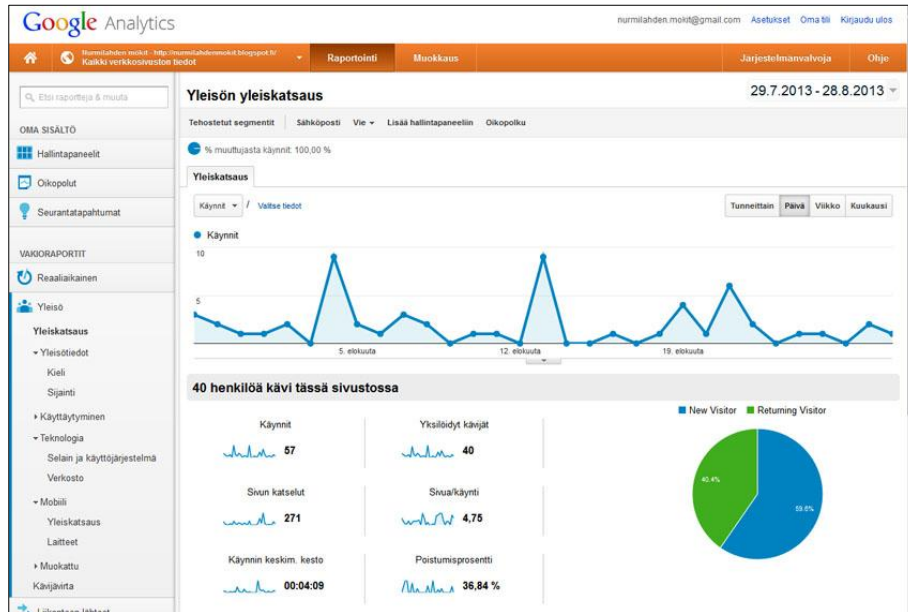 Google Analytics
nurmilahden.mokit@gmail.com Asetukset Oma tili Kirjaudu ulos
Nurmilahden mökit - http://nurmilahdenmokit.blogspot.fi/
Kaikki verkkosivuston tiedot
Raportointi Muokkaus Järjestelmänvalvoja Ohje
Etsi raportteja & muuta
Yleisön yleiskatsaus
29.7.2013 - 28.8.2013
Tehostetut segmentit Sähköposti Vie Lisää hallintapaneeliin Oikopolku
% muuttujasta käynnit: 100,00 %
Yleiskatsaus
Käynnit / Valitse tiedot
Tunneittain Päivä Viikko Kuukausi
Käynnit
10
5
5. elokuuta 12. elokuuta 19. elokuuta
OMA SISÄLTÖ
Hallintapaneelit
Oikopolut
Seurantatapahtumat
VAKIORAPORTIT
Reaaliaikainen
Yleisö
Yleiskatsaus
Yleisötiedot
Kieli
Sijainti
Käyttäytyminen
Teknologia
Selain ja käyttöjärjestelmä
Verkosto
Mobiili
Yleiskatsaus
Laitteet
Muokattu
Kävijävirta
40 henkilöä kävi tässä sivustossa
Käynnit
57
Yksilöidyt kävijät
40
Sivun katselut
271
Sivua/käynti
4,75
Käynnin keskim. kesto
00:04:09
Poistumisprosentti
36,84 %
New Visitor Returning Visitor
40.4%
59.6%